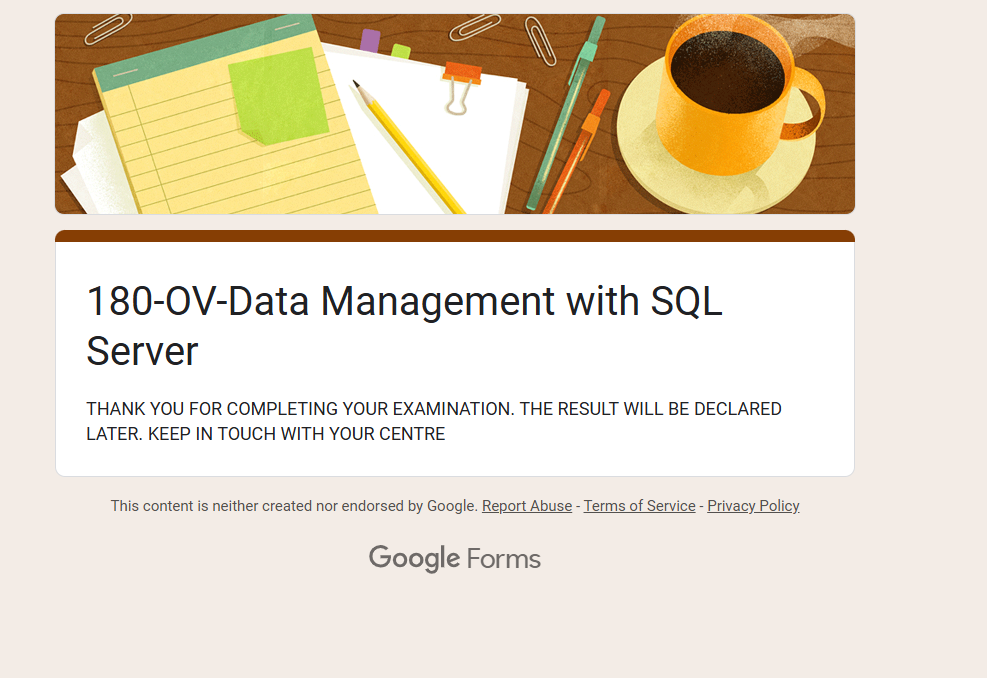 180-OV-Data Management with SQL
Server
THANK YOU FOR COMPLETING YOUR EXAMINATION. THE RESULT WILL BE DECLARED
LATER. KEEP IN TOUCH WITH YOUR CENTRE
This content is neither created nor endorsed by Google. Report Abuse - Terms of Service - Privacy Policy
Google Forms